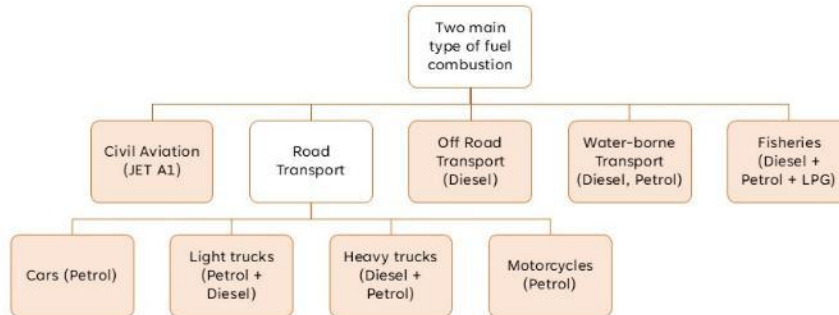 Two main
type of fuel
combustion
Civil Aviation
(JET A1)
Road
Transport
Off Road
Transport
(Diesel)
Water-borne
Transport
(Diesel, Petrol)
Fisheries
(Diesel +
Petrol + LPG)
Cars (Petrol)
Light trucks
(Petrol +
Diesel)
Heavy trucks
(Diesel +
Petrol)
Motorcycles
(Petrol)